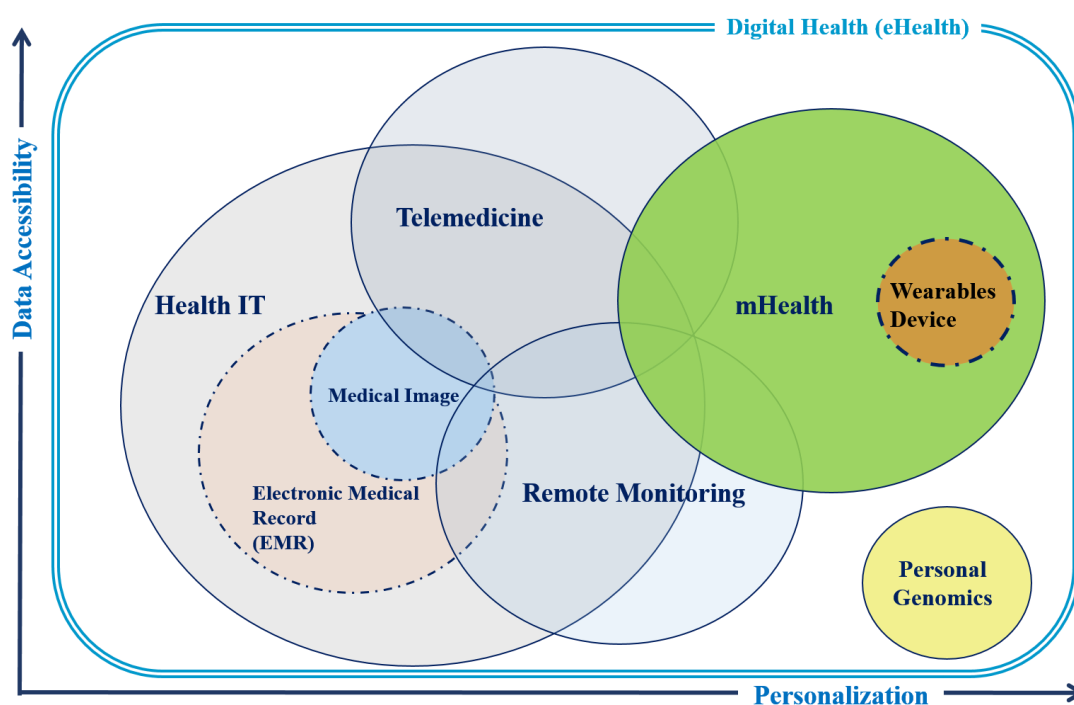 Digital Health (eHealth)
Data Accessibility
Telemedicine
Health IT
mHealth
Wearables
Device
Medical Image
Electronic Medical
Record
(EMR)
Remote Monitoring
Personal
Genomics
Personalization